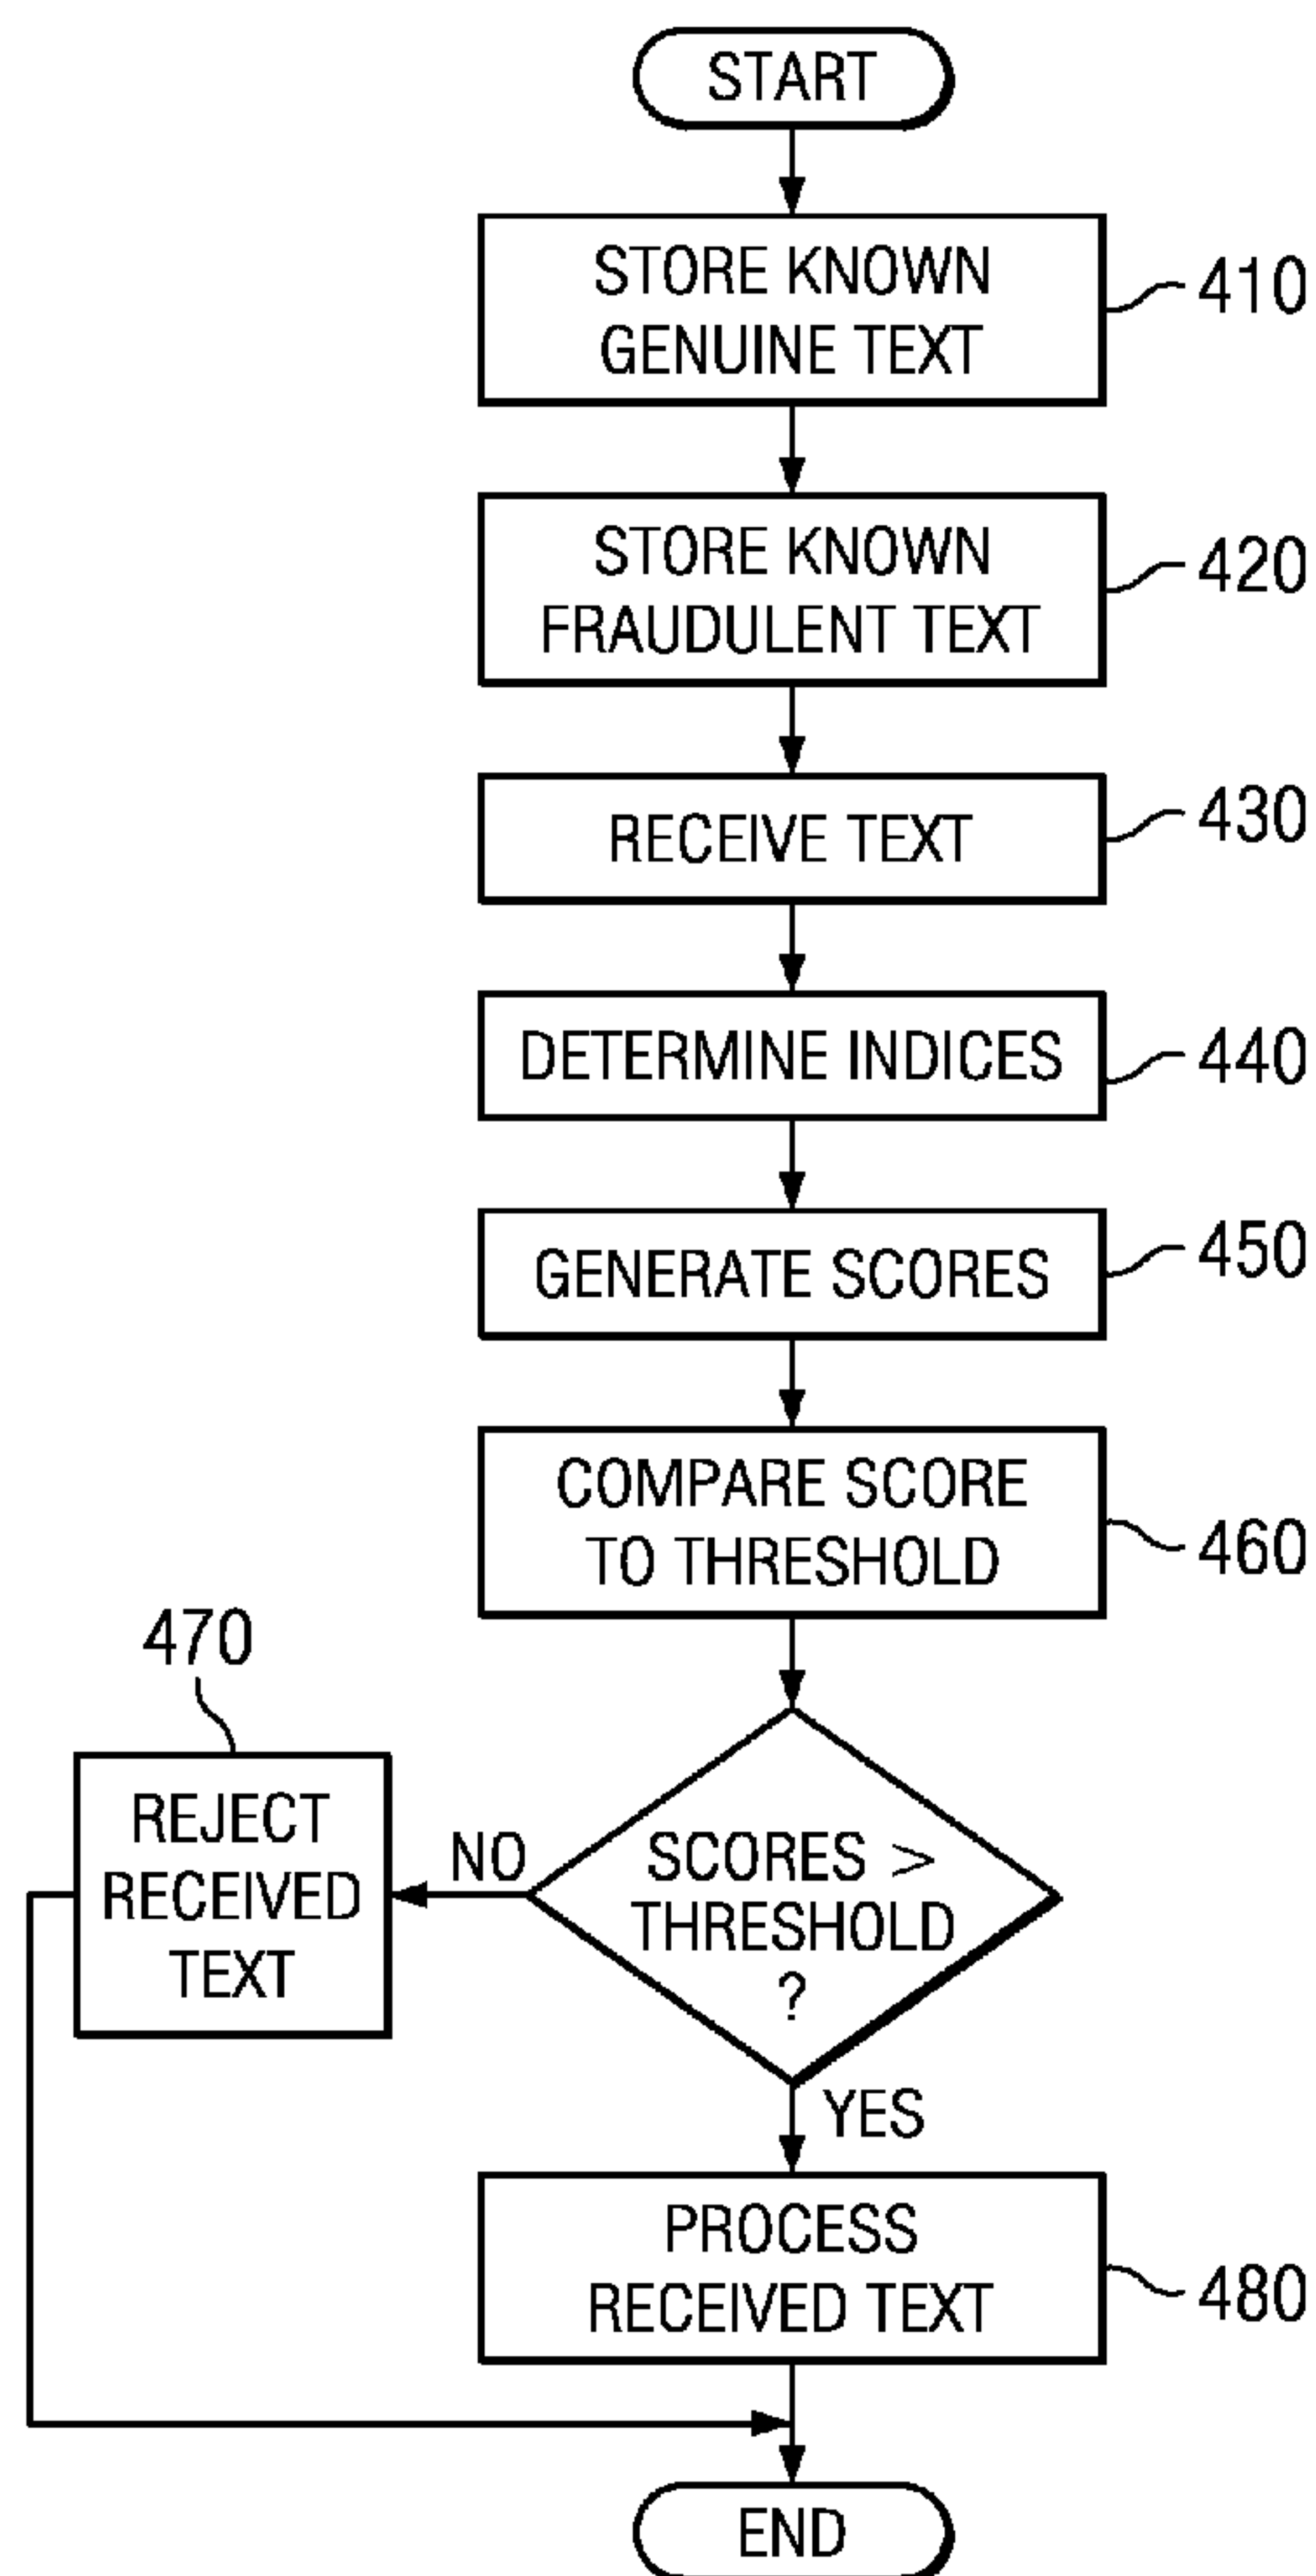 START
STORE KNOWN
GENUINE TEXT
410
STORE KNOWN
FRAUDULENT TEXT
420
RECEIVE TEXT
430
DETERMINE INDICES
440
GENERATE SCORES
450
COMPARE SCORE
TO THRESHOLD
460
470
REJECT
RECEIVED
TEXT
NO
SCORES >
THRESHOLD
?
YES
PROCESS
RECEIVED TEXT
480
END